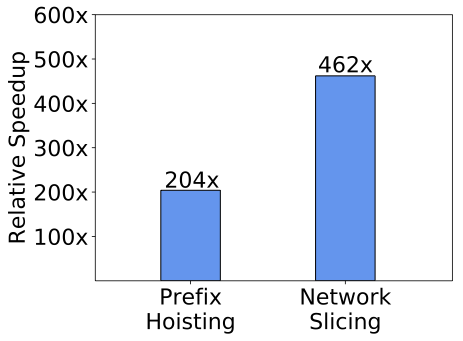 600x
500x
400x
300x
200x
100x
Relative Speedup
204x
462x
Prefix
Hoisting
Network
Slicing